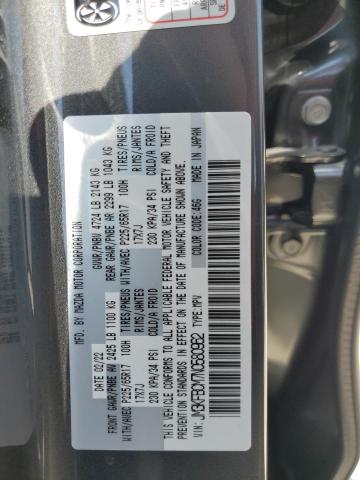 MFD. BY MAZDA MOTOR CORPORATION
02/22 GVWR/PNBV 4724 LB 2143 KG
FRONT GAWR/PNBE AV 2425 LB 1100 KG REAR GAWR/PNBE AR 2299 LB 1043 KG
WITH/AVEC P225/65R17 100H TIRES/PNEUS WITH/AVEC P225/65R17 100H TIRES/PNEUS
17X7J RIMS/JANTES 17X7J RIMS/JANTES
230 KPA/34 PSI COLD/A FROID 230 KPA/34 PSI COLD/A FROID
THIS VEHICLE CONFORMS TO ALL APPLICABLE FEDERAL MOTOR VEHICLE SAFETY AND THEFT
PREVENTION STANDARDS IN EFFECT ON THE DATE OF MANUFACTURE SHOWN ABOVE.
MADE IN JAPAN
VIN: TYPE: MPV COLOR CODE: 46G